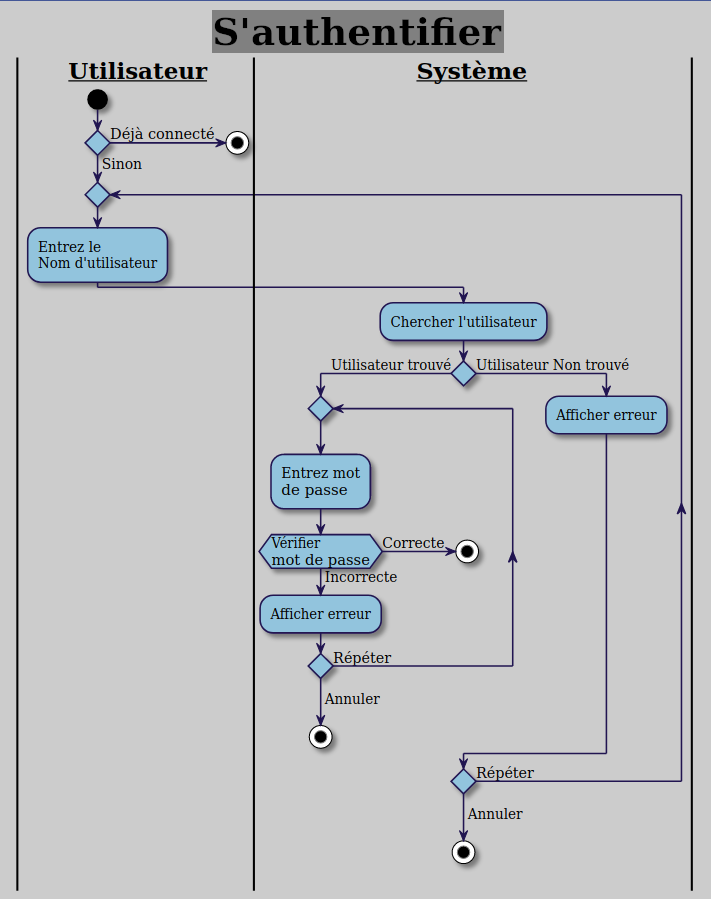 S'authentifier
Utilisateur
Système
Déjà connecté
Sinon
Entrez le
Nom d'utilisateur
Chercher l'utilisateur
Utilisateur trouvé
Utilisateur Non trouvé
Afficher erreur
Entrez mot
de passe
Vérifier
mot de passe
Correcte
Incorrecte
Afficher erreur
Répéter
Annuler
Répéter
Annuler